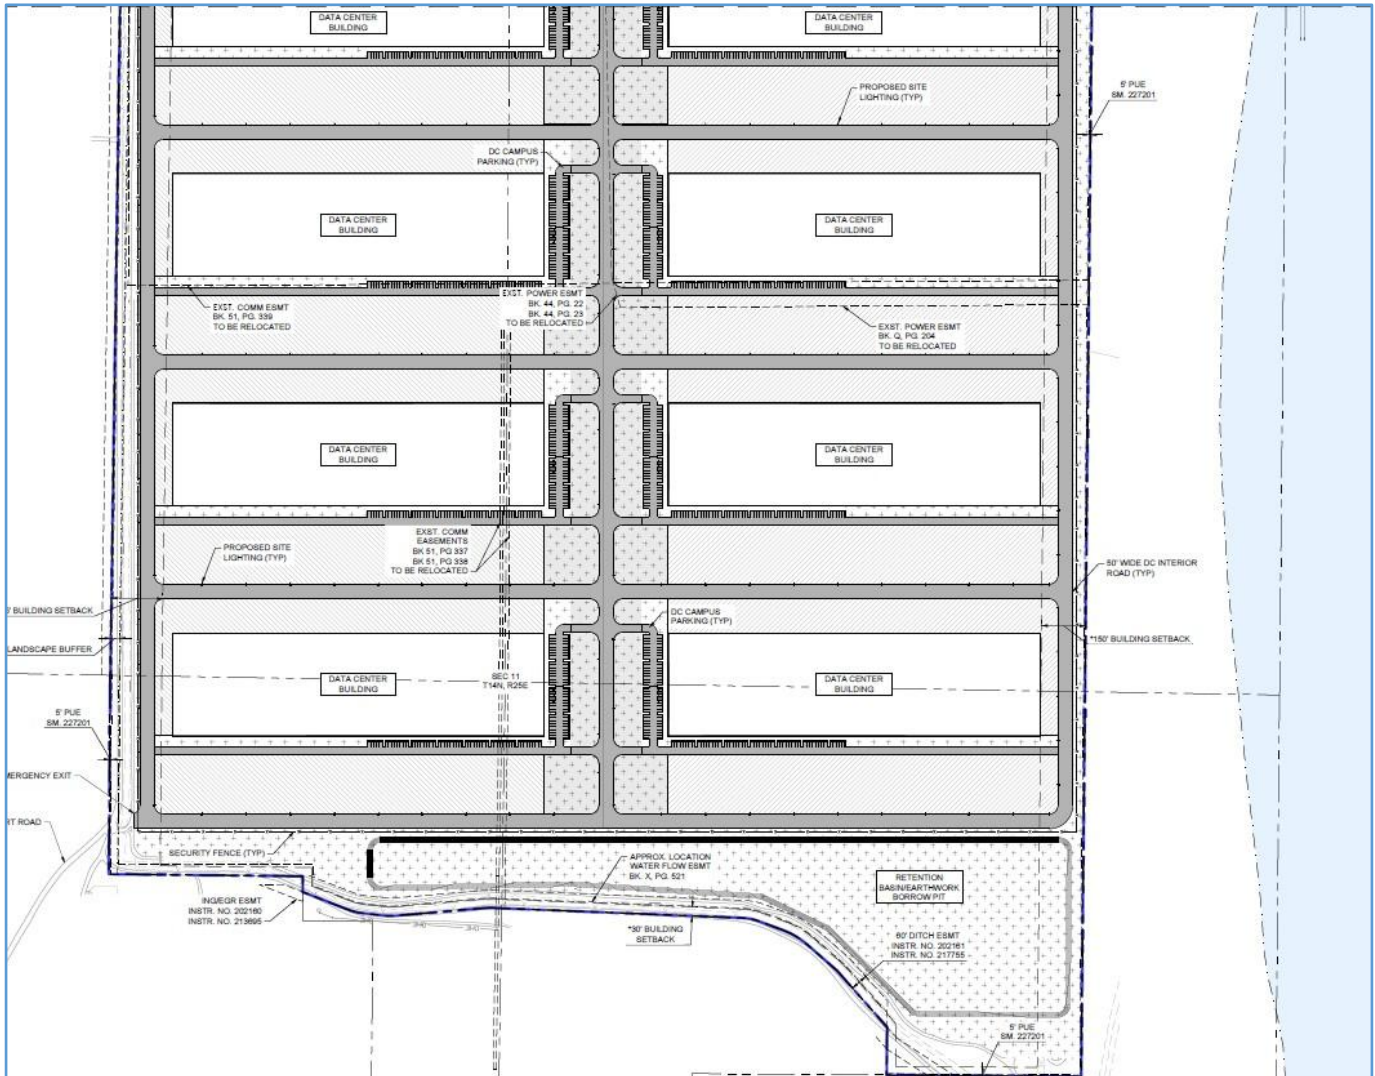 DATA CENTER
BUILDING
DATA CENTER
BUILDING
PROPOSED SITE
LIGHTING (TYP)
5' PUE
SM. 227201
DC CAMPUS
PARKING (TYP)
DATA CENTER
BUILDING
DATA CENTER
BUILDING
EXST. COMM ESMT
BK. 51, PG. 339
TO BE RELOCATED
EXST. POWER ESMT
BK. 44, PG. 22
BK. 44, PG. 23
TO BE RELOCATED
EXST. POWER ESMT
BK. Q, PG. 204
TO BE RELOCATED
DATA CENTER
BUILDING
DATA CENTER
BUILDING
EXST. COMM
EASEMENTS
BK 51, PG 337
BK 51, PG 338
TO BE RELOCATED
PROPOSED SITE
LIGHTING (TYP)
50' WIDE DC INTERIOR
ROAD (TYP)
' BUILDING SETBACK
DC CAMPUS
PARKING (TYP)
*150' BUILDING SETBACK
LANDSCAPE BUFFER
DATA CENTER
BUILDING
SEC 11
T14N, R25E
DATA CENTER
BUILDING
5' PUE
SM. 227201
MERGENCY EXIT
RT ROAD
SECURITY FENCE (TYP)
APPROX. LOCATION
WATER FLOW ESMT
BK. X, PG. 521
RETENTION
BASIN/EARTHWORK
BORROW PIT
ING/EGR ESMT
INSTR. NO. 202160
INSTR. NO. 213695
*30' BUILDING
SETBACK
60' DITCH ESMT
INSTR. NO. 202161
INSTR. NO. 217755
5' PUE
SM. 227201